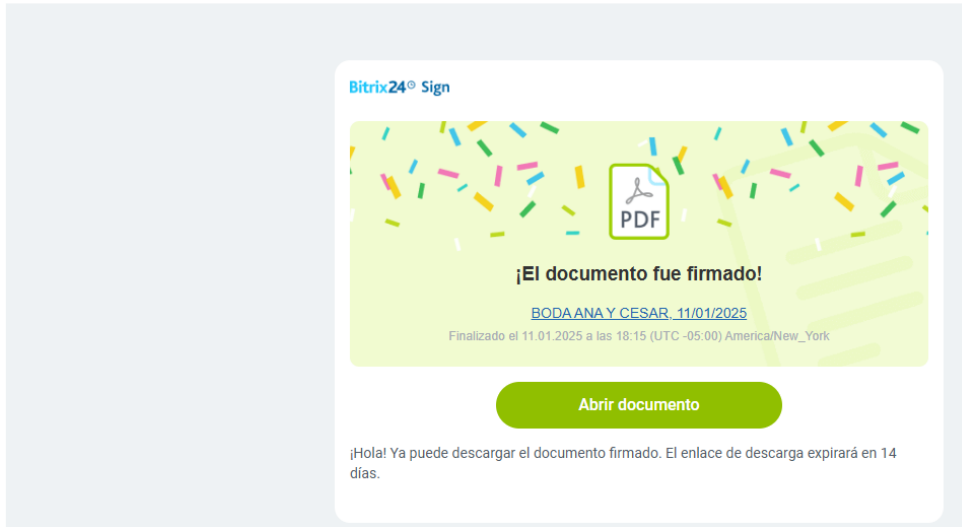 Bitrix24 Sign
PDF
¡El documento fue firmado!
BODA ANA Y CESAR, 11/01/2025
Finalizado el 11.01.2025 a las 18:15 (UTC -05:00) America/New_York
Abrir documento
¡Hola! Ya puede descargar el documento firmado. El enlace de descarga expirará en 14
días.